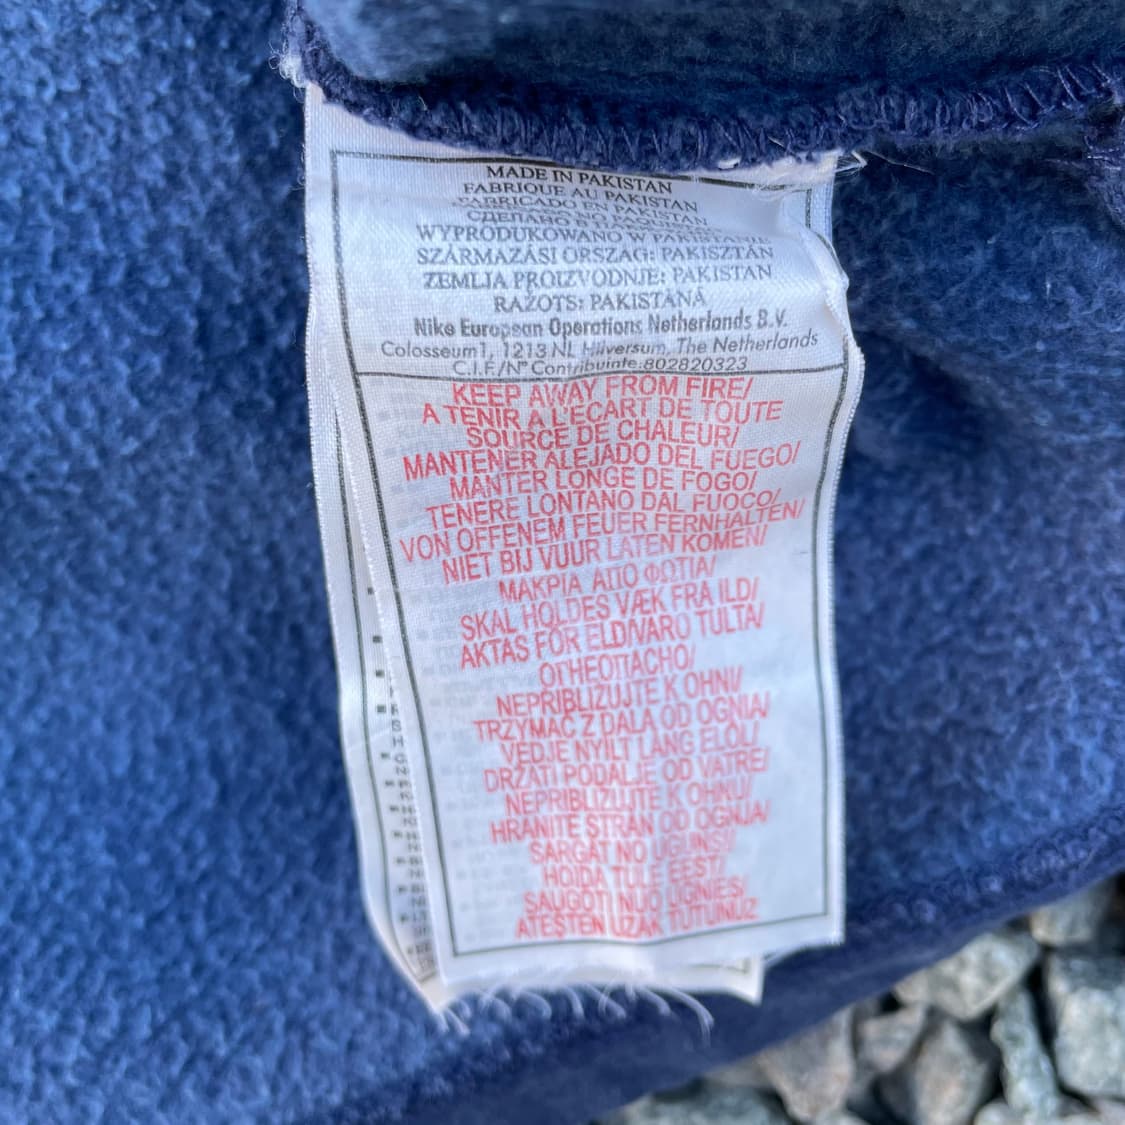 MADE IN PAKISTAN
FABRIQUE AU PAKISTAN
FABRICADO EN PAKISTAN
СДЕЛАНО
WYPRODUKOWANO W PAKISTANIE
SZÁRMAZÁSI ORSZAG: PAKISZTÁN
ZEMLJA PROIZVODNJE: PAKISTAN
RAŽOTS: PAKISTĀNĀ
Nike European Operations Netherlands B.V.
Colosseum1, 1213 NL Hilversum, The Netherlands
C.I.F./Nº Contribuinte:802820323
KEEP AWAY FROM FIRE/
A TENIR A L'ECART DE TOUTE
SOURCE DE CHALEUR/
MANTENER ALEJADO DEL FUEGO/
MANTER LONGE DE FOGO/
TENERE LONTANO DAL FUOCO/
VON OFFENEM FEUER FERNHALTEN/
NIET BIJ VUUR LATEN KOMEN/
ΜΑΚΡΙΑ ΑΠΟ ΦΩΤΙΑ/
SKAL HOLDES VÆK FRA ILD/
AKTAS FÖR ELD/VARO TULTA/
ОГНЕОПАСНО/
NEPRIBLIŽUJTE K OHNI/
TRZYMAĆ Z DALA OD OGNIA/
VÉDJE NYÍLT LÁNG ELŐL/
DRŽATI PODALJE OD VATRE/
NEPRIBLIŽUJTE K OHŇU/
HRANITE STRAN OD OGNJA/
SARGĀT NO UGUNS/
HOIDA TULE EEST/
SAUGOTI NUO UGNIES/
ATEŞTEN UZAK TUTUNUZ